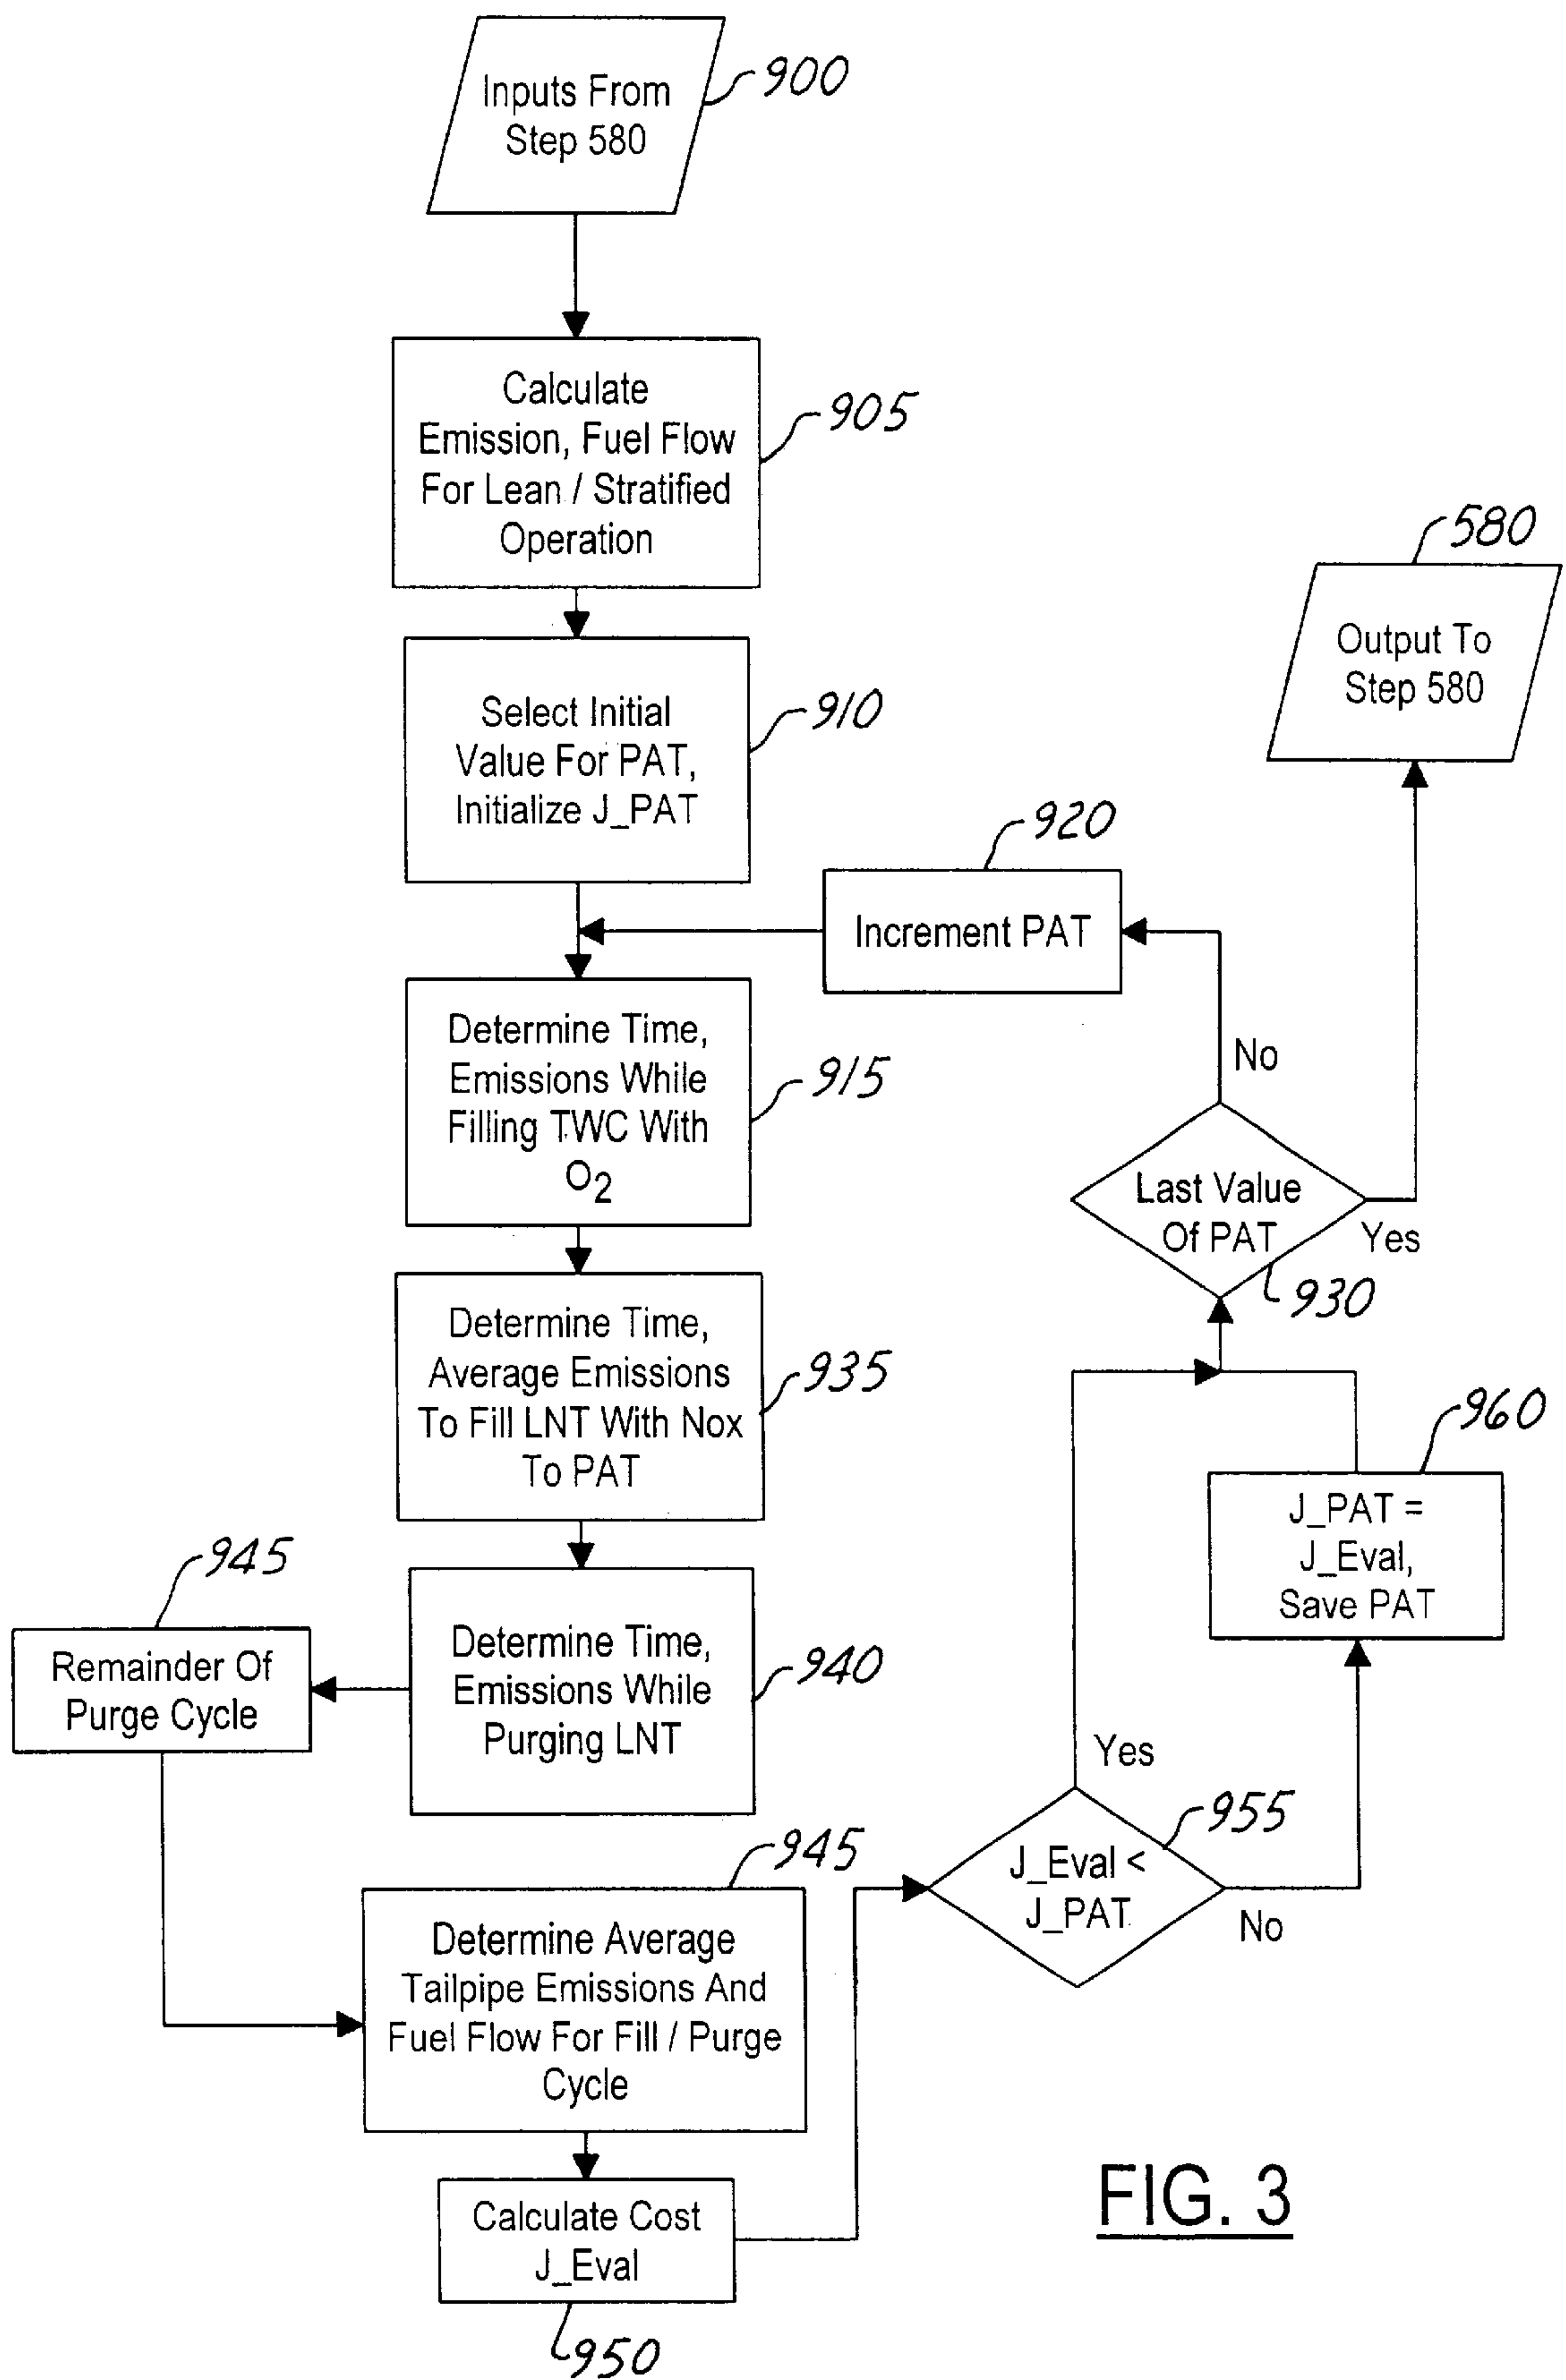 Inputs From
Step 580
900
Calculate
Emission, Fuel Flow
For Lean / Stratified
Operation
905
Select Initial
Value For PAT,
Initialize J_PAT
910
580
Output To
Step 580
920
Increment PAT
Determine Time,
Emissions While
Filling TWC With
O2
915
No
Last Value
Of PAT
Yes
930
Determine Time,
Average Emissions
To Fill LNT With Nox
To PAT
935
960
J_PAT =
J_Eval,
Save PAT
945
Remainder Of
Purge Cycle
Determine Time,
Emissions While
Purging LNT
940
Yes
955
J_Eval <
J_PAT
No
945
Determine Average
Tailpipe Emissions And
Fuel Flow For Fill / Purge
Cycle
Calculate Cost
J_Eval
950
FIG. 3